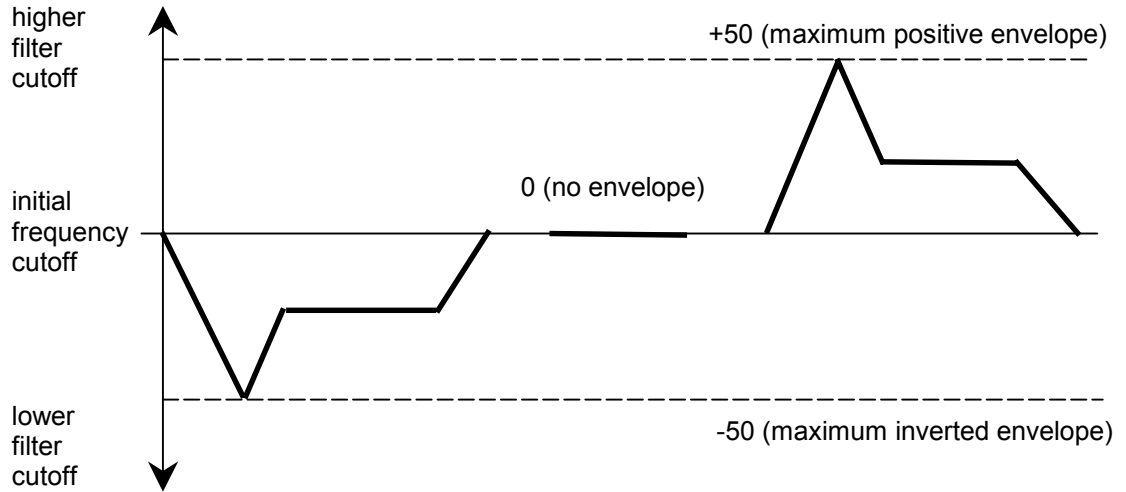 higher
filter
cutoff
+50 (maximum positive envelope)
0 (no envelope)
initial
frequency
cutoff
lower
filter
cutoff
-50 (maximum inverted envelope)